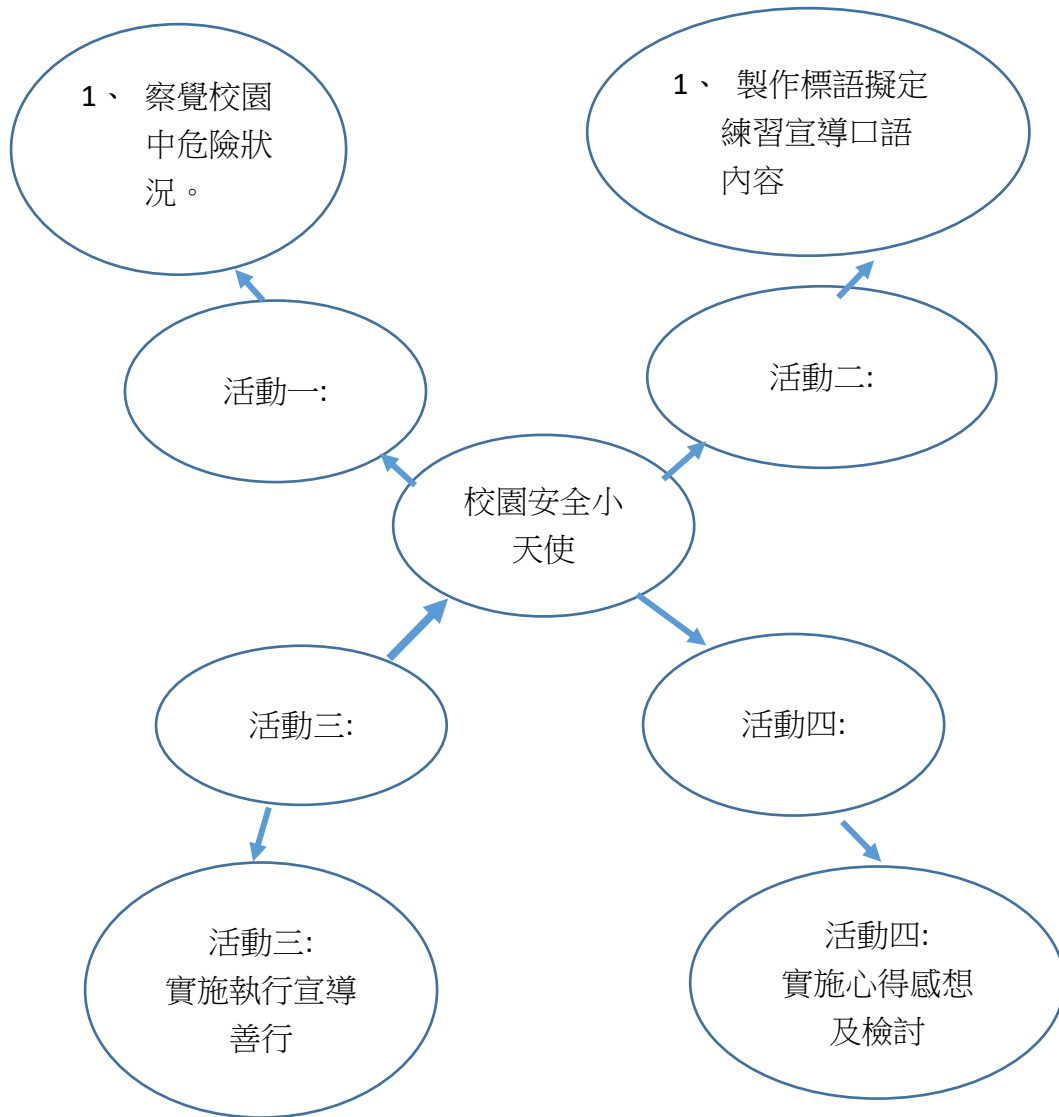 1、 察覺校園
中危險狀
況。
1、 製作標語擬定
練習宣導口語
內容
活動一:
活動二:
校園安全小
天使
活動三:
活動四:
活動三:
實施執行宣導
善行
活動四:
實施心得感想
及檢討